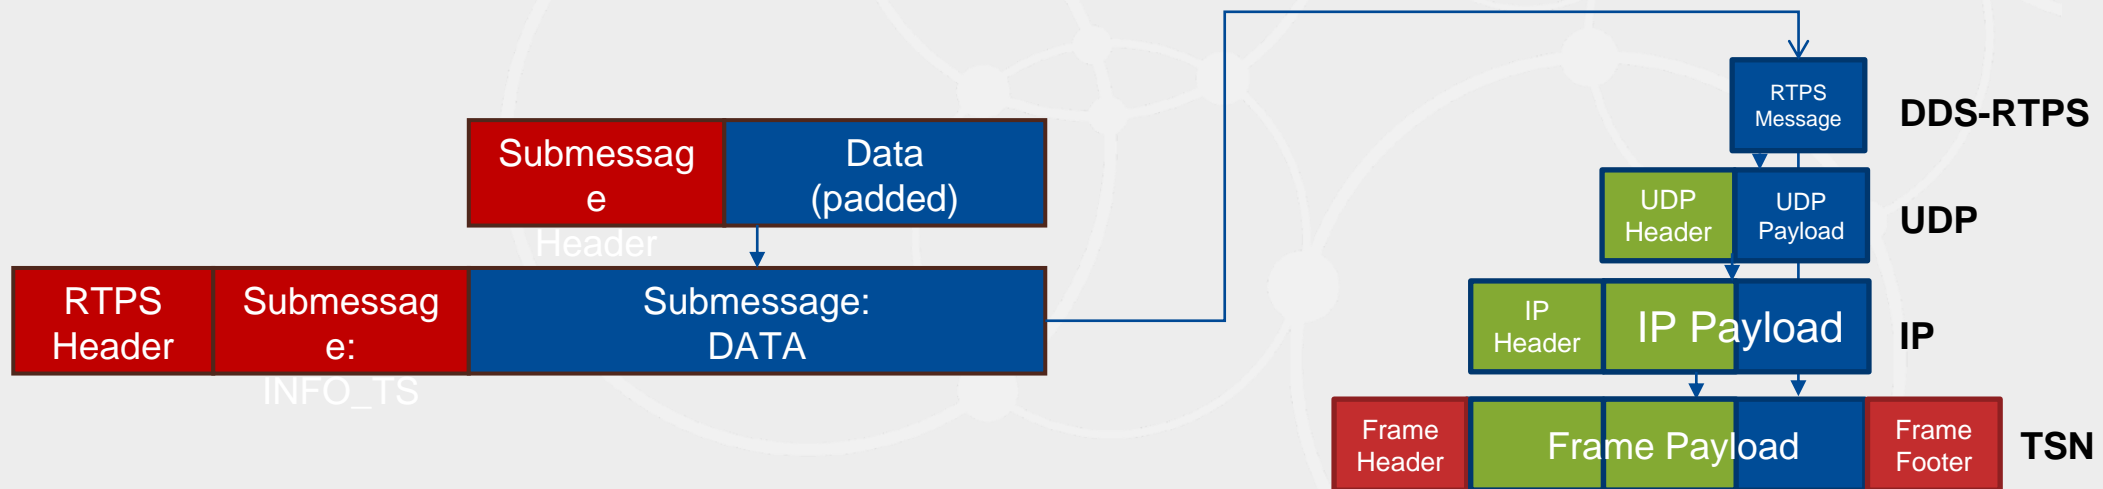 Submessag
e
Header
Data
(padded)
RTPS
Header
Submessag
e:
INFO_TS
Submessage:
DATA
RTPS
Message
DDS-RTPS
UDP
Header
UDP
Payload
UDP
IP
Header
IP Payload
IP
Frame
Header
Frame Payload
Frame
Footer
TSN